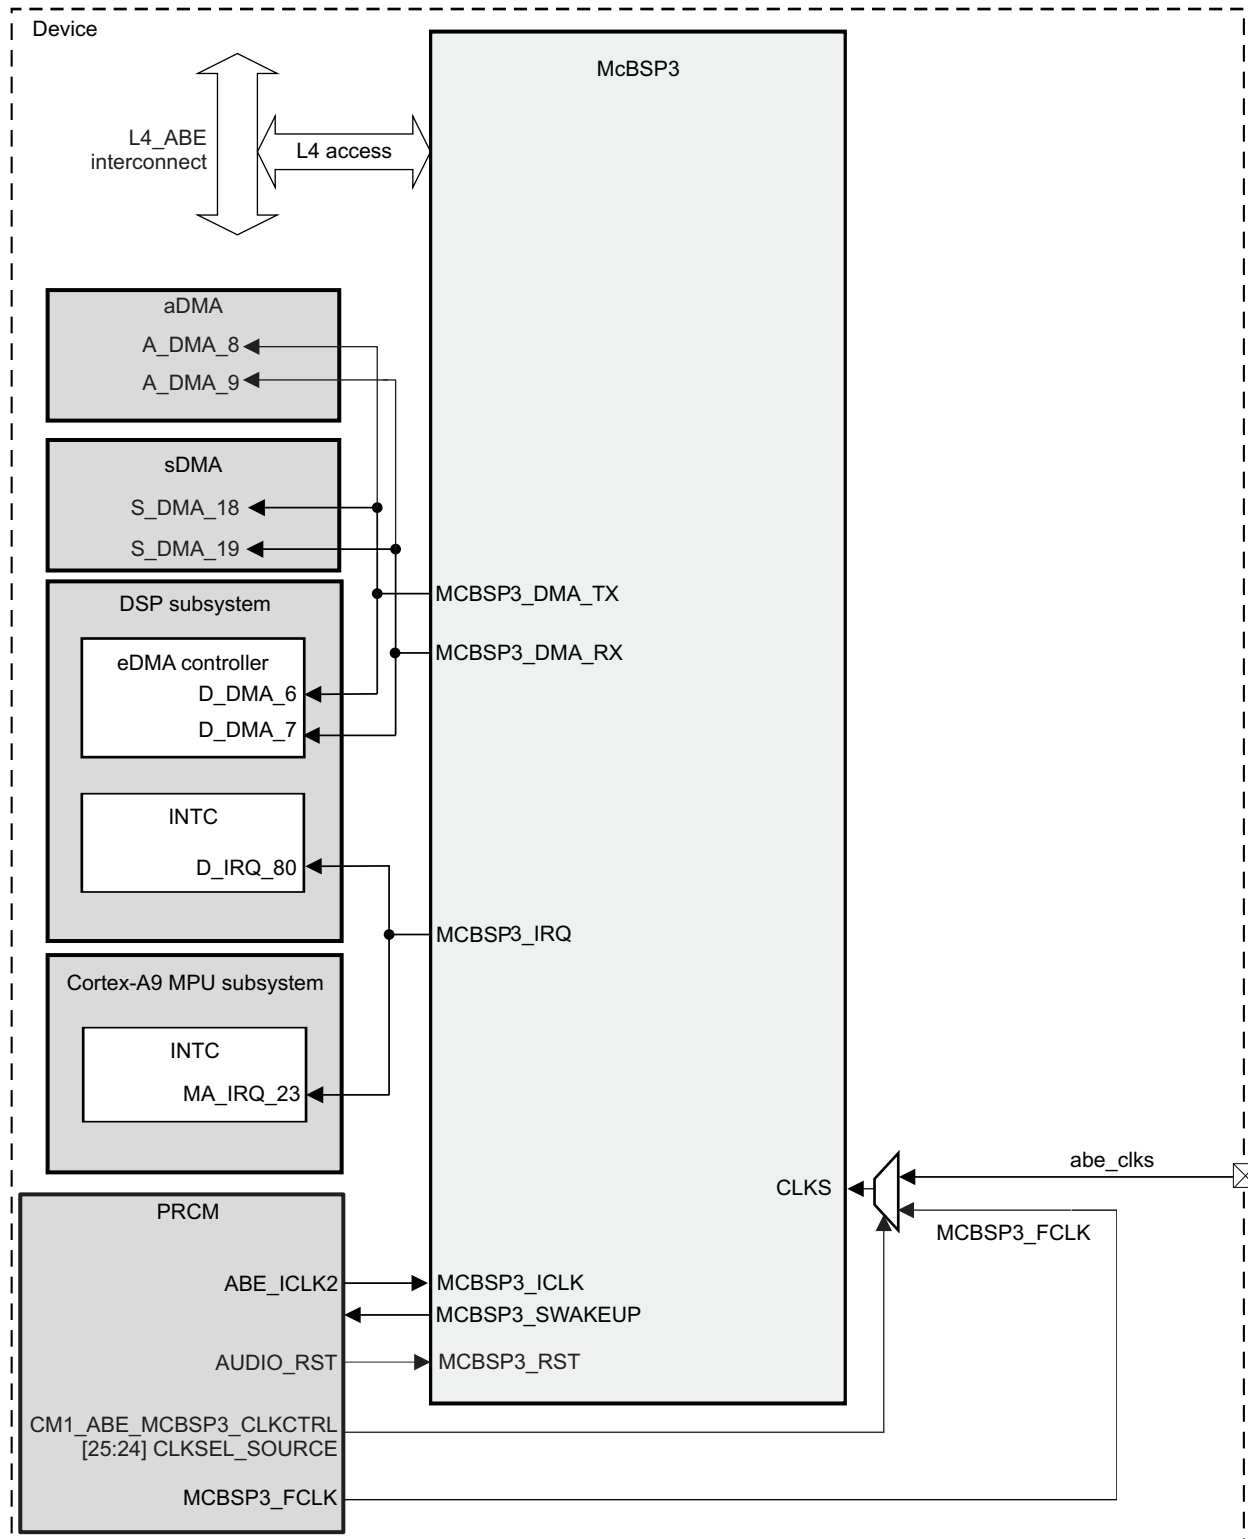 Device
McBSP3
L4_ABE
interconnect
L4 access
aDMA
A_DMA_8
A_DMA_9
sDMA
S_DMA_18
S_DMA_19
MCBSP3_DMA_TX
DSP subsystem
MCBSP3_DMA_RX
eDMA controller
D_DMA_6
D_DMA_7
INTC
D_IRQ_80
MCBSP3_IRQ
Cortex-A9 MPU subsystem
INTC
MA_IRQ_23
abe_clks
CLKS
PRCM
MCBSP3_FCLK
ABE_ICLK2
MCBSP3_ICLK
MCBSP3_SWAKEUP
AUDIO_RST
MCBSP3_RST
CM1_ABE_MCBSP3_CLKCTRL
[25:24] CLKSEL_SOURCE
MCBSP3_FCLK